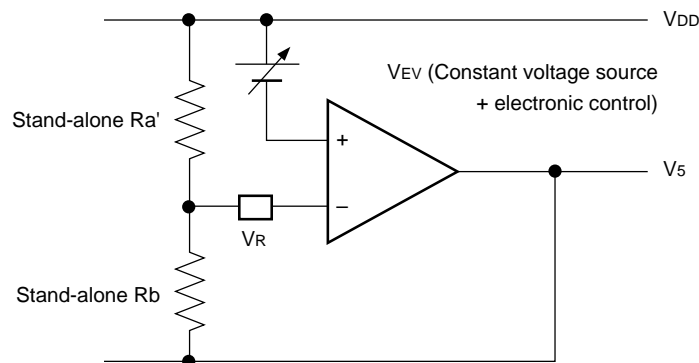 VDD
VEV (Constant voltage source
+ electronic control)
Stand-alone Ra'
+
V5
−
VR
Stand-alone Rb